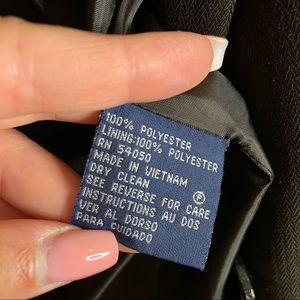 100% POLYESTER
LINING:100% POLYESTER
RN 54050
MADE IN VIETNAM
DRY CLEAN Ⓟ
SEE REVERSE FOR CARE
INSTRUCTIONS AU DOS
VER AL DORSO
PARA CUIDADO